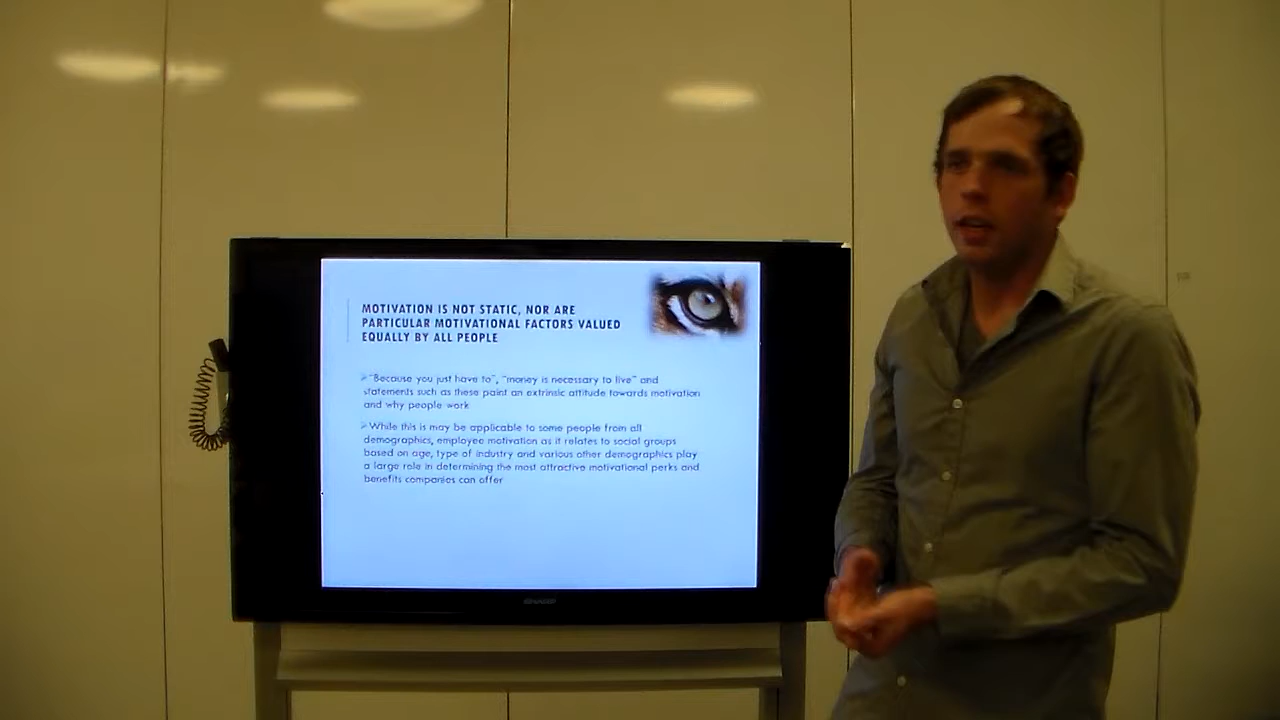 MOTIVATION IS NOT STATIC, NOR ARE
PARTICULAR MOTIVATIONAL FACTORS VALUED
EQUALLY BY ALL PEOPLE
"Because you just have to", "money is necessary to live" and
statements such as these paint an extrinsic attitude towards motivation
and why people work
While this is may be applicable to some people from all
demographics, employee motivation as it relates to social groups
based on age, type of industry and various other demographics play
a large role in determining the most attractive motivational perks and
benefits companies can offer
SHARP